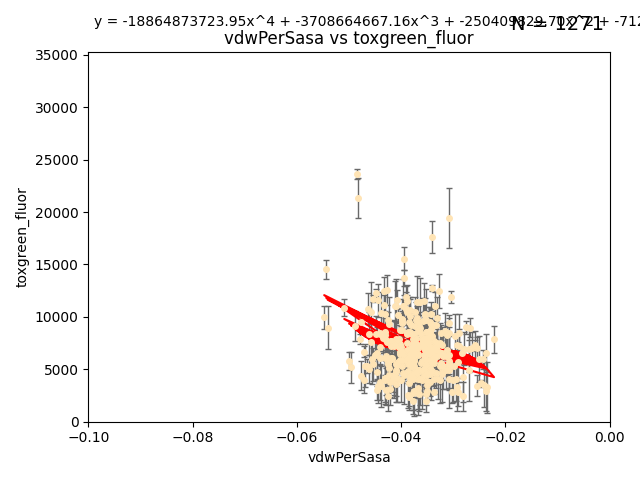 y = -18864873723.95x^4 + -3708664667.16x^3 + -250409829.70x^2 + -712
N = 1271
vdwPerSasa vs toxgreen_fluor
35000
30000
25000
20000
15000
10000
5000
0
toxgreen_fluor
−0.10 −0.08 −0.06 −0.04 −0.02 0.00
vdwPerSasa